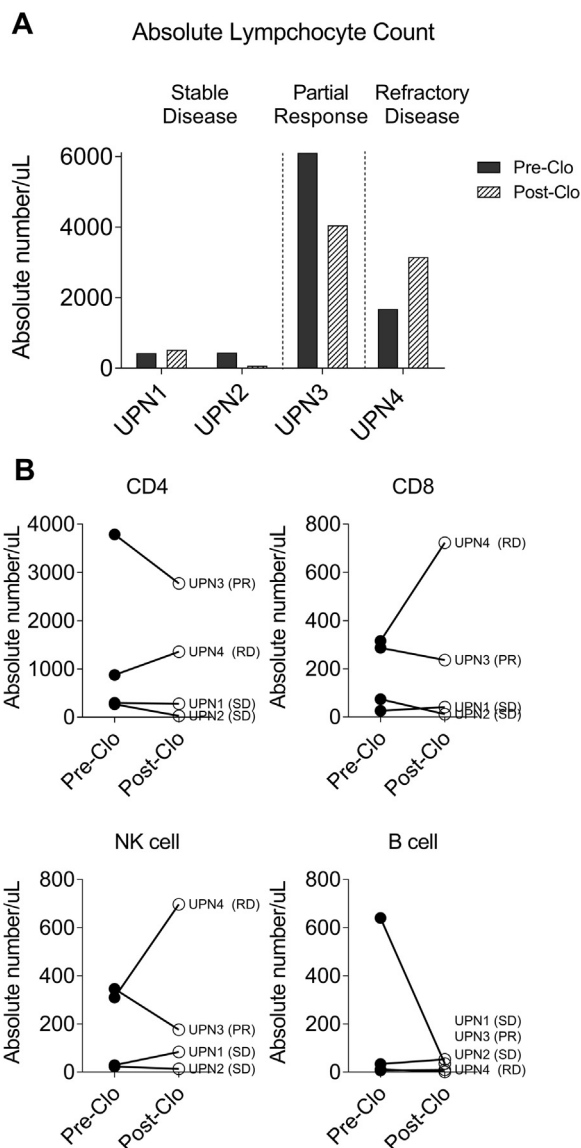 A
Absolute Lympchocyte Count
Stable Disease
Partial Response
Refractory Disease
Absolute number/uL
6000
4000
2000
0
UPN1
UPN2
UPN3
UPN4
Pre-Clo
Post-Clo
B
CD4
Absolute number/uL
4000
3000
2000
1000
0
UPN3 (PR)
UPN4 (RD)
UPN1 (SD)
UPN2 (SD)
Pre-Clo
Post-Clo
CD8
Absolute number/uL
800
600
400
200
0
UPN4 (RD)
UPN3 (PR)
UPN1 (SD)
UPN2 (SD)
Pre-Clo
Post-Clo
NK cell
Absolute number/uL
800
600
400
200
0
UPN4 (RD)
UPN3 (PR)
UPN1 (SD)
UPN2 (SD)
Pre-Clo
Post-Clo
B cell
Absolute number/uL
800
600
400
200
0
UPN1 (SD)
UPN3 (PR)
UPN2 (SD)
UPN4 (RD)
Pre-Clo
Post-Clo